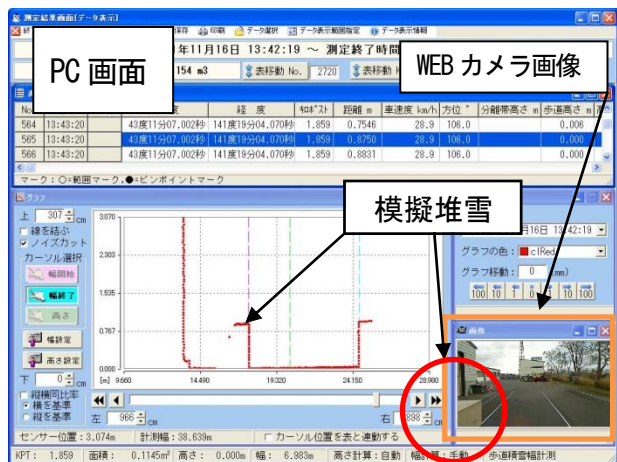 測定結果画面[データ表示]
保存 印刷 データ選択 データ表示範囲指定 データ表示情報
PC 画面
WEB カメラ画像
年11月16日 13:42:19 ～ 測定終了時間
154 m3 表移動 No. 2720 表移動
No 度 経 度 ｷﾛﾎﾟｽﾄ 距離 m 車速度 km/h 方位 ° 分離帯高さ m 歩道高さ m
564 13:43:20 43度11分07.002秒 141度19分04.070秒 1.859 0.7546 28.9 106.0 0.006
565 13:43:20 43度11分07.002秒 141度19分04.070秒 1.859 0.8750 28.9 106.0 0.000
566 13:43:20 43度11分07.002秒 141度19分04.070秒 1.859 0.8831 28.9 106.0 0.000
マーク：○=範囲マーク,●=ピンポイントマーク
グラフ
模擬堆雪
上 307 cm
線を結ぶ
ノイズカット
カーソル選択
幅開始
幅終了
高さ
幅設定
高さ設定
下 0 cm
縦横同比率
横を基準
縦を基準
3.070
2.303
1.535
0.767
0.000
[m] 9.660 14.490 19.320 24.150 28.980
左 966 cm
右 898 cm
月16日 13:42:19
グラフの色： clRed
グラフ移動： 0 (mm)
100 10 1 0 1 10 100
画像
センサー位置：3.074m 計測幅：38.639m カーソル位置を表と連動する
KPT： 1.859 面積： 0.1145m² 高さ： 0.000m 幅： 6.983m 高さ計算：自動 幅計算：手動 歩道積雪幅計測